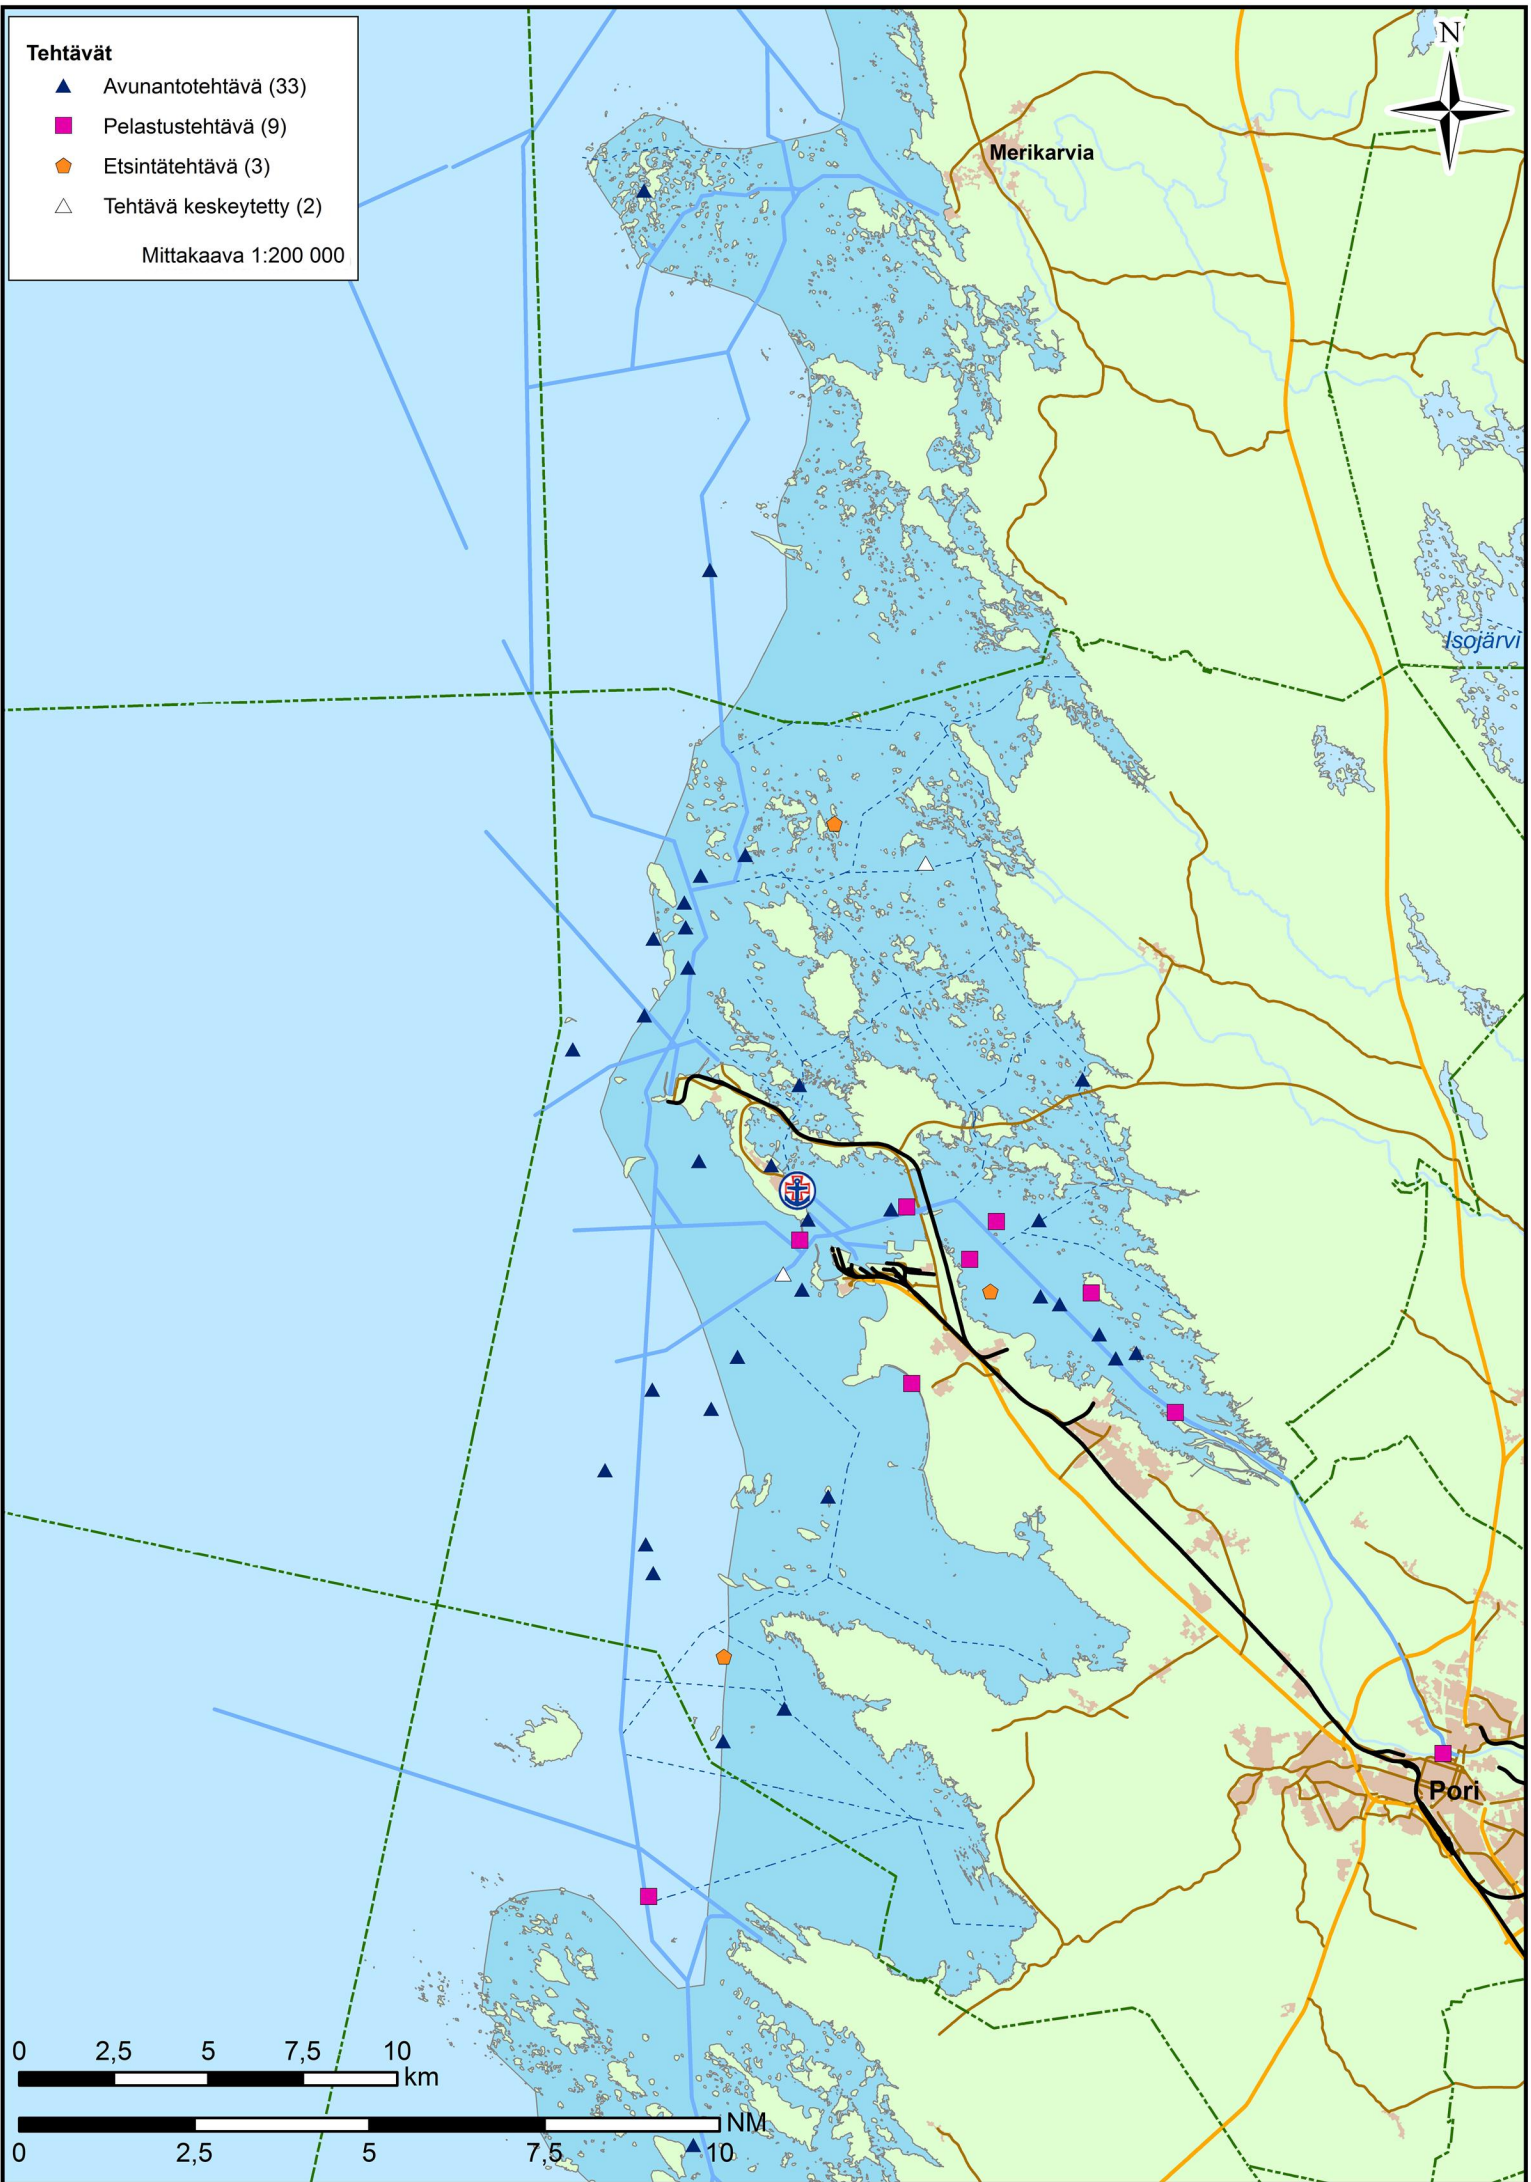 Tehtävät
Avunantotehtävä (33)
Pelastustehtävä (9)
Etsintätehtävä (3)
Tehtävä keskeytetty (2)
Mittakaava 1:200 000
N
Merikarvia
Isojärvi
Pori
0 2,5 5 7,5 10
km
NM
0 2,5 5 7,5 10